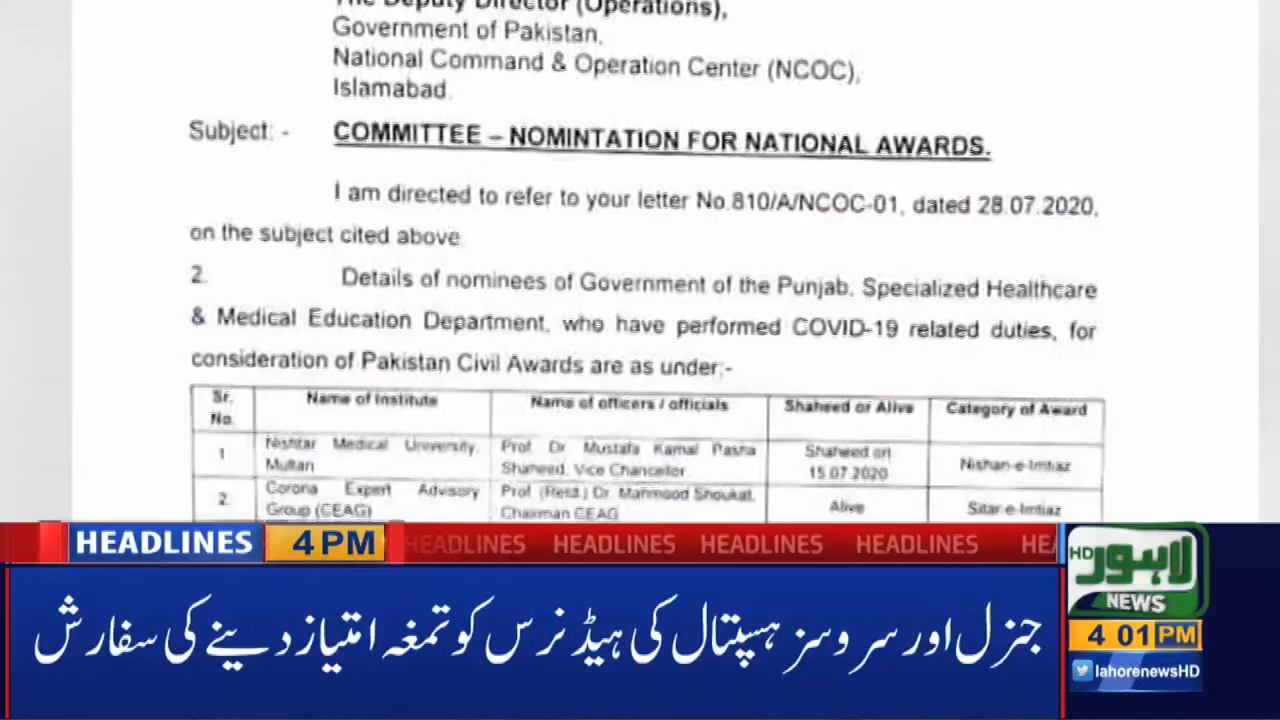 The Deputy Director (Operations),
Government of Pakistan,
National Command & Operation Center (NCOC),
Islamabad.
Subject: - COMMITTEE – NOMINTATION FOR NATIONAL AWARDS.
I am directed to refer to your letter No.810/A/NCOC-01, dated 28.07.2020,
on the subject cited above.
2. Details of nominees of Government of the Punjab, Specialized Healthcare
& Medical Education Department, who have performed COVID-19 related duties, for
consideration of Pakistan Civil Awards are as under:-
Sr. No. Name of Institute Name of officers / officials Shaheed or Alive Category of Award
1 Nishtar Medical University, Prof Dr Mustafa Kamal Pasha Shaheed on Nishan-e-Imtiaz
Multan Shaheed, Vice Chancellor 15.07.2020
2. Corona Expert Advisory Prof (Retd.) Dr. Mahmood Shoukat, Alive Sitar-e-Imtiaz
Group (CEAG) Chairman CEAG
HEADLINES 4 PM HEADLINES HEADLINES HEADLINES HEADLINES HEA
جنرل اور سروسز ہسپتال کی ہیڈ نرس کو تمغہ امتیاز دینے کی سفارش
HD لاہور
NEWS
4 01 PM
lahorenewsHD